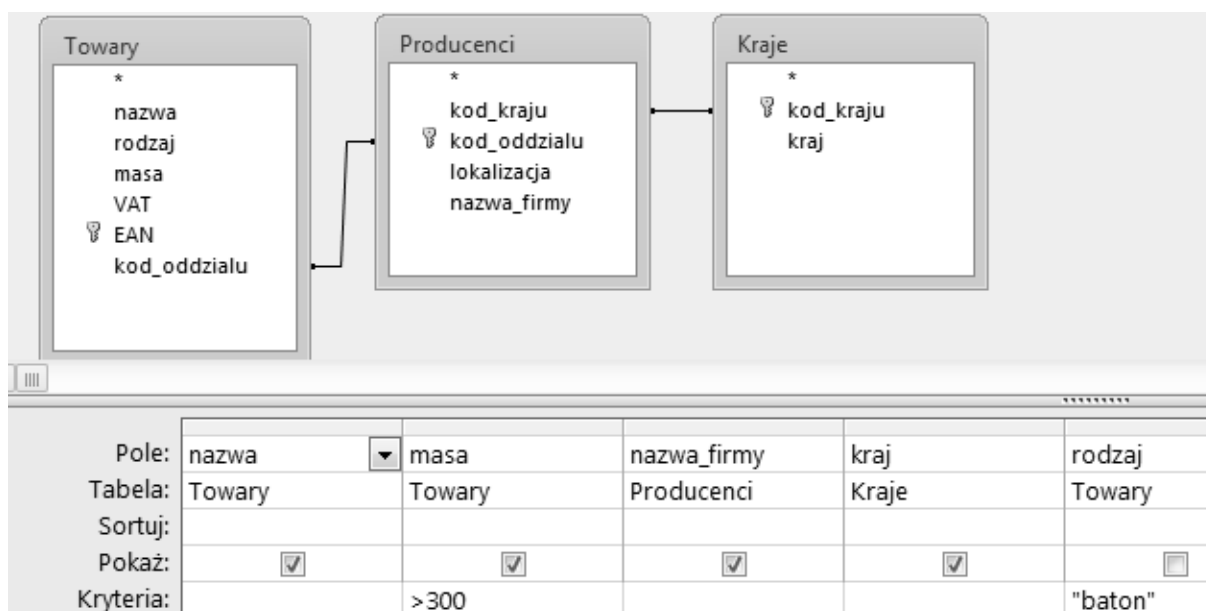 Towary
*
nazwa
rodzaj
masa
VAT
EAN
kod_oddzialu
Producenci
*
kod_kraju
kod_oddzialu
lokalizacja
nazwa_firmy
Kraje
*
kod_kraju
kraj
Pole: nazwa masa nazwa_firmy kraj rodzaj
Tabela: Towary Towary Producenci Kraje Towary
Sortuj:
Pokaż:
Kryteria: >300 "baton"